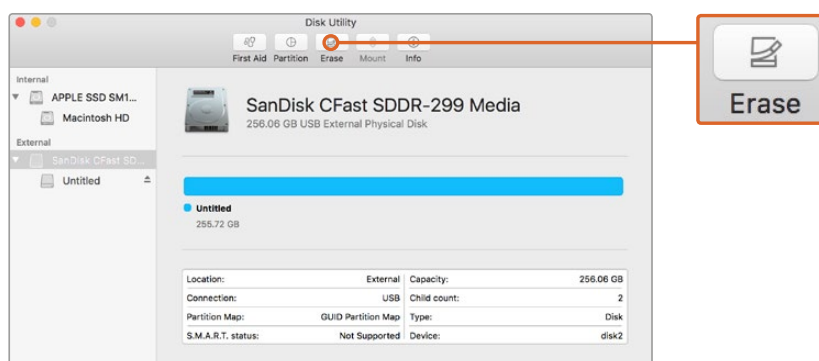 Disk Utility
First Aid Partition Erase Mount Info
Erase
Internal
APPLE SSD SM1...
Macintosh HD
External
SanDisk CFast SD...
Untitled
SanDisk CFast SDDR-299 Media
256.06 GB USB External Physical Disk
Untitled
255.72 GB
Location: External Capacity: 256.06 GB
Connection: USB Child count: 2
Partition Map: GUID Partition Map Type: Disk
S.M.A.R.T. status: Not Supported Device: disk2